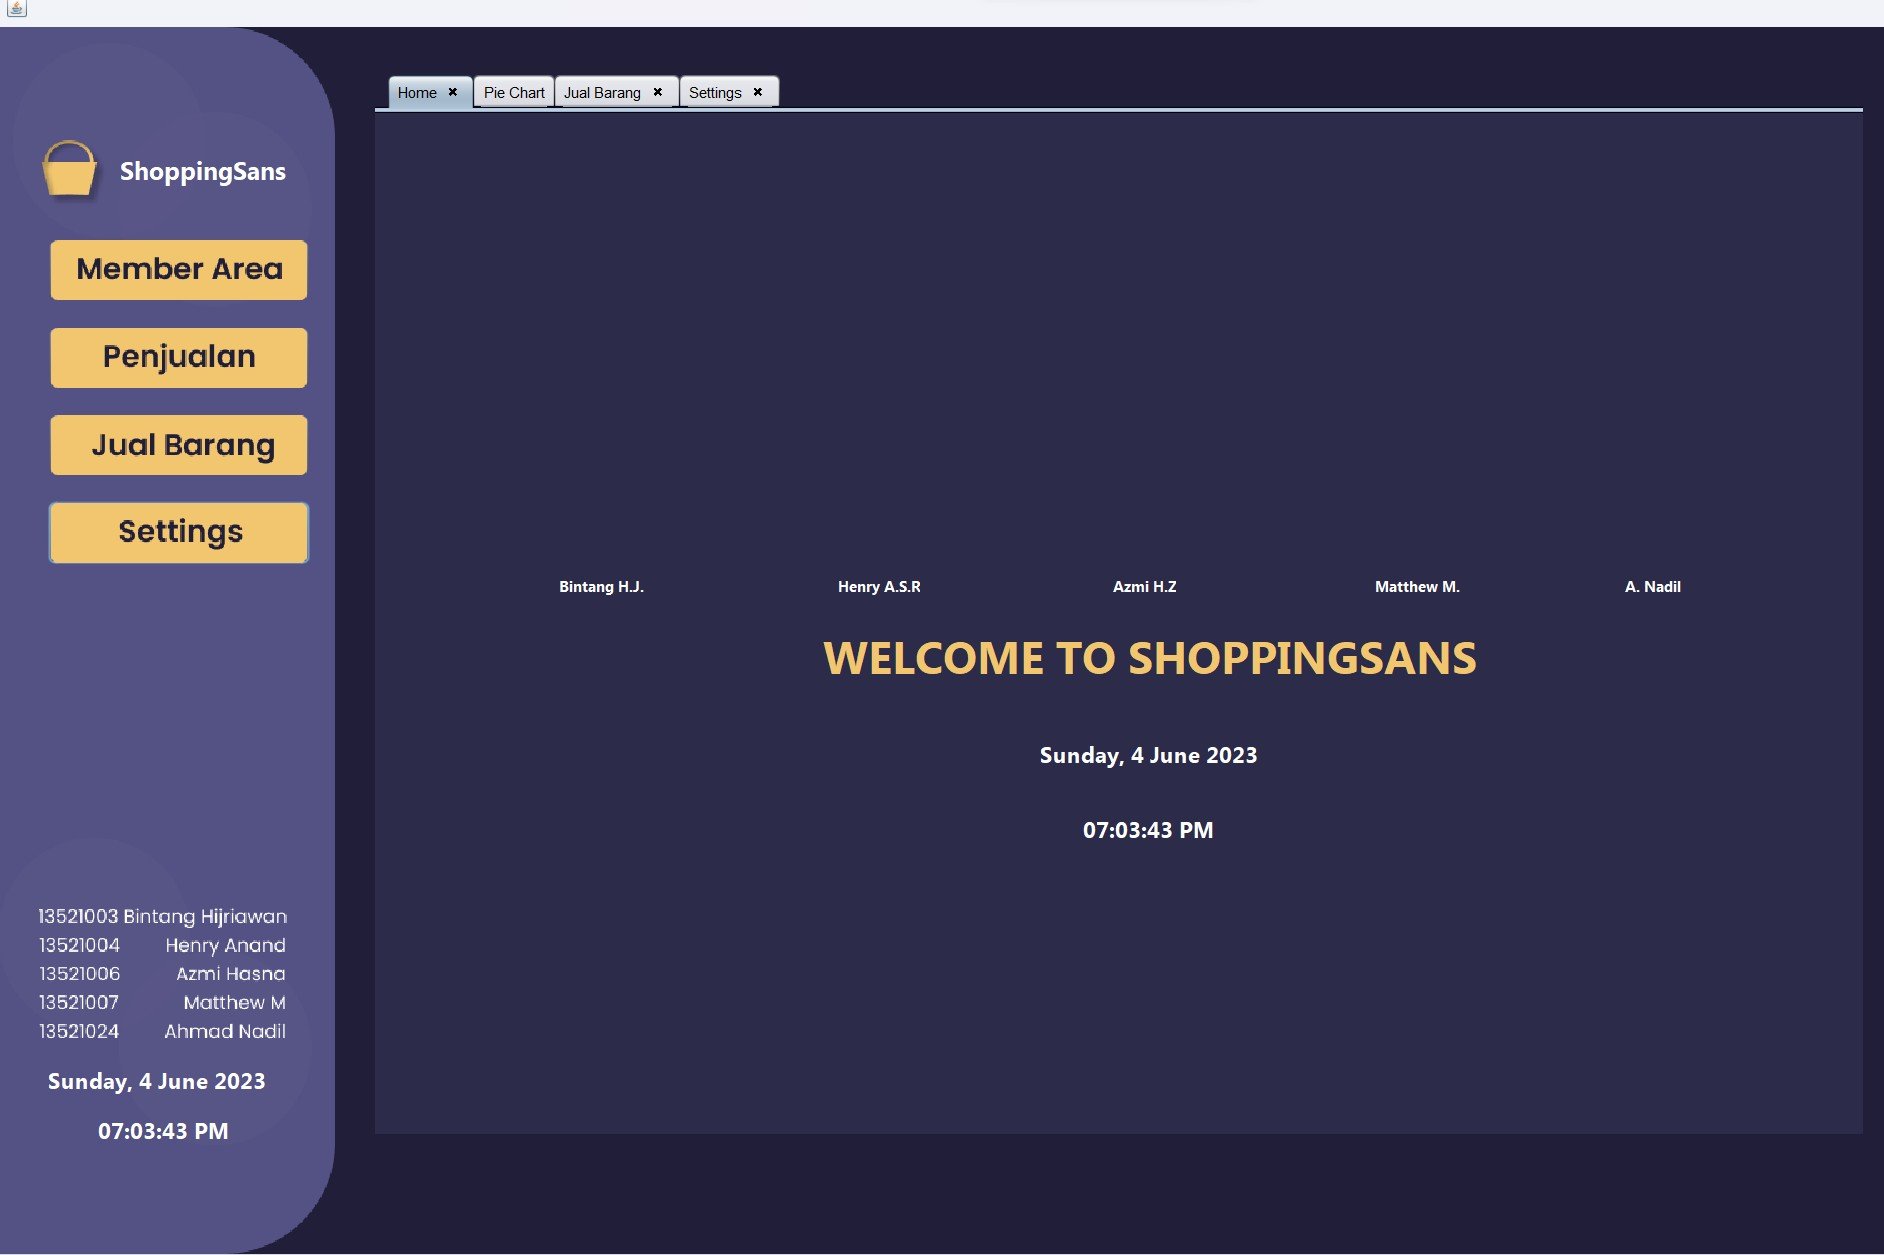 ShoppingSans
Member Area
Penjualan
Jual Barang
Settings
13521003 Bintang Hijriawan
13521004 Henry Anand
13521006 Azmi Hasna
13521007 Matthew M
13521024 Ahmad Nadil
Sunday, 4 June 2023
07:03:43 PM
Home Pie Chart Jual Barang Settings
Bintang H.J. Henry A.S.R Azmi H.Z Matthew M. A. Nadil
WELCOME TO SHOPPINGSANS
Sunday, 4 June 2023
07:03:43 PM